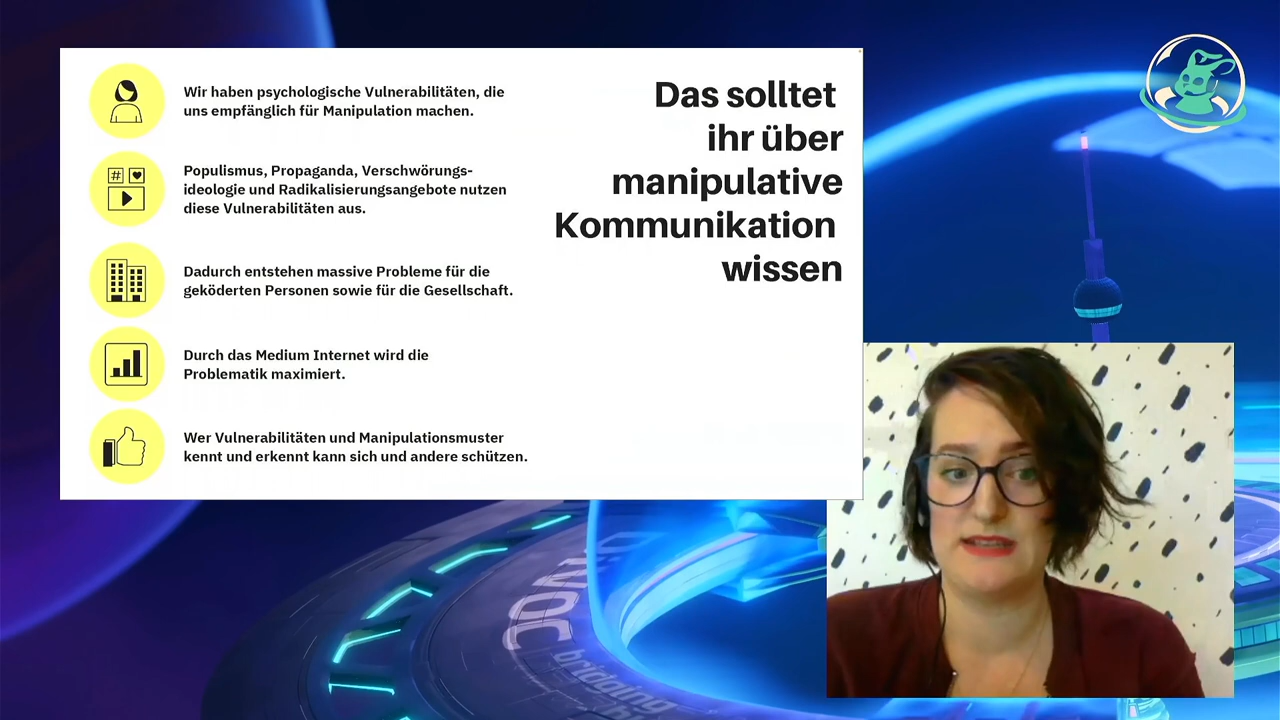 Das solltet
ihr über
manipulative
Kommunikation
wissen
Wir haben psychologische Vulnerabilitäten, die
uns empfänglich für Manipulation machen.
Populismus, Propaganda, Verschwörungs-
ideologie und Radikalisierungsangebote nutzen
diese Vulnerabilitäten aus.
Dadurch entstehen massive Probleme für die
geköderten Personen sowie für die Gesellschaft.
Durch das Medium Internet wird die
Problematik maximiert.
Wer Vulnerabilitäten und Manipulationsmuster
kennt und erkennt kann sich und andere schützen.
bridging